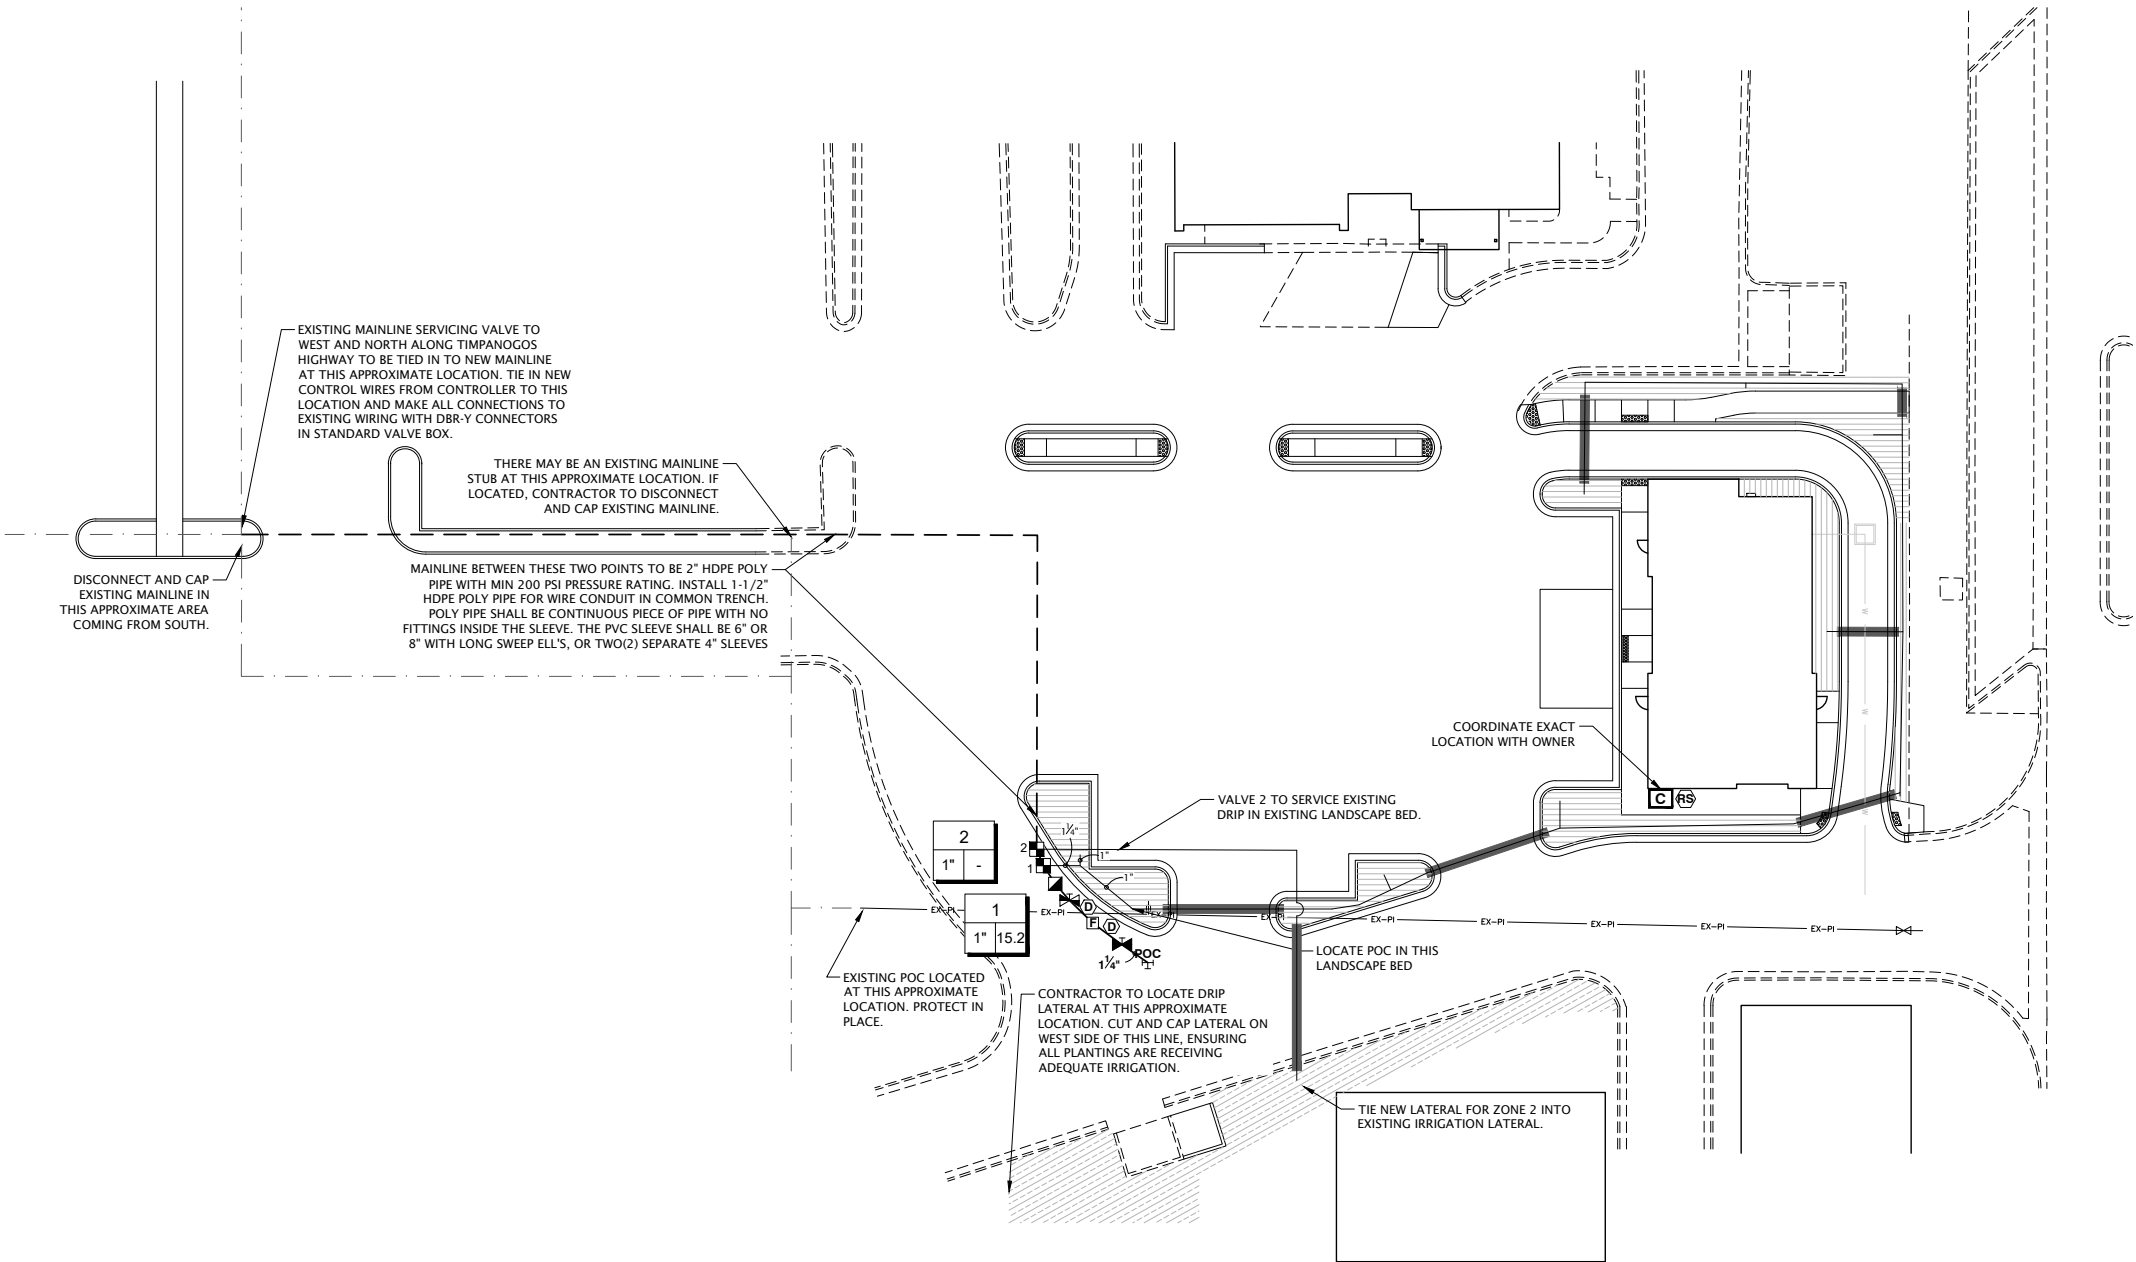 EXISTING MAINLINE SERVICING VALVE TO
WEST AND NORTH ALONG TIMPANOGOS
HIGHWAY TO BE TIED IN TO NEW MAINLINE
AT THIS APPROXIMATE LOCATION. TIE IN NEW
CONTROL WIRES FROM CONTROLLER TO THIS
LOCATION AND MAKE ALL CONNECTIONS TO
EXISTING WIRING WITH DBR-Y CONNECTORS
IN STANDARD VALVE BOX.
THERE MAY BE AN EXISTING MAINLINE
STUB AT THIS APPROXIMATE LOCATION. IF
LOCATED, CONTRACTOR TO DISCONNECT
AND CAP EXISTING MAINLINE.
DISCONNECT AND CAP
EXISTING MAINLINE IN
THIS APPROXIMATE AREA
COMING FROM SOUTH.
MAINLINE BETWEEN THESE TWO POINTS TO BE 2" HDPE POLY
PIPE WITH MIN 200 PSI PRESSURE RATING. INSTALL 1-1/2"
HDPE POLY PIPE FOR WIRE CONDUIT IN COMMON TRENCH.
POLY PIPE SHALL BE CONTINUOUS PIECE OF PIPE WITH NO
FITTINGS INSIDE THE SLEEVE. THE PVC SLEEVE SHALL BE 6" OR
8" WITH LONG SWEEP ELL'S, OR TWO(2) SEPARATE 4" SLEEVES
W
W
W
COORDINATE EXACT
LOCATION WITH OWNER
C
RS
VALVE 2 TO SERVICE EXISTING
DRIP IN EXISTING LANDSCAPE BED.
2
1" -
2
1
1¼"
1"
1"
1
1" 15.2
EX-PI
EX-PI
EX-PI
EX-PI
EX-PI
EX-PI
EX-PI
EX-PI
EX-PI
D
F
D
POC
1¼"
LOCATE POC IN THIS
LANDSCAPE BED
EXISTING POC LOCATED
AT THIS APPROXIMATE
LOCATION. PROTECT IN
PLACE.
CONTRACTOR TO LOCATE DRIP
LATERAL AT THIS APPROXIMATE
LOCATION. CUT AND CAP LATERAL ON
WEST SIDE OF THIS LINE, ENSURING
ALL PLANTINGS ARE RECEIVING
ADEQUATE IRRIGATION.
TIE NEW LATERAL FOR ZONE 2 INTO
EXISTING IRRIGATION LATERAL.